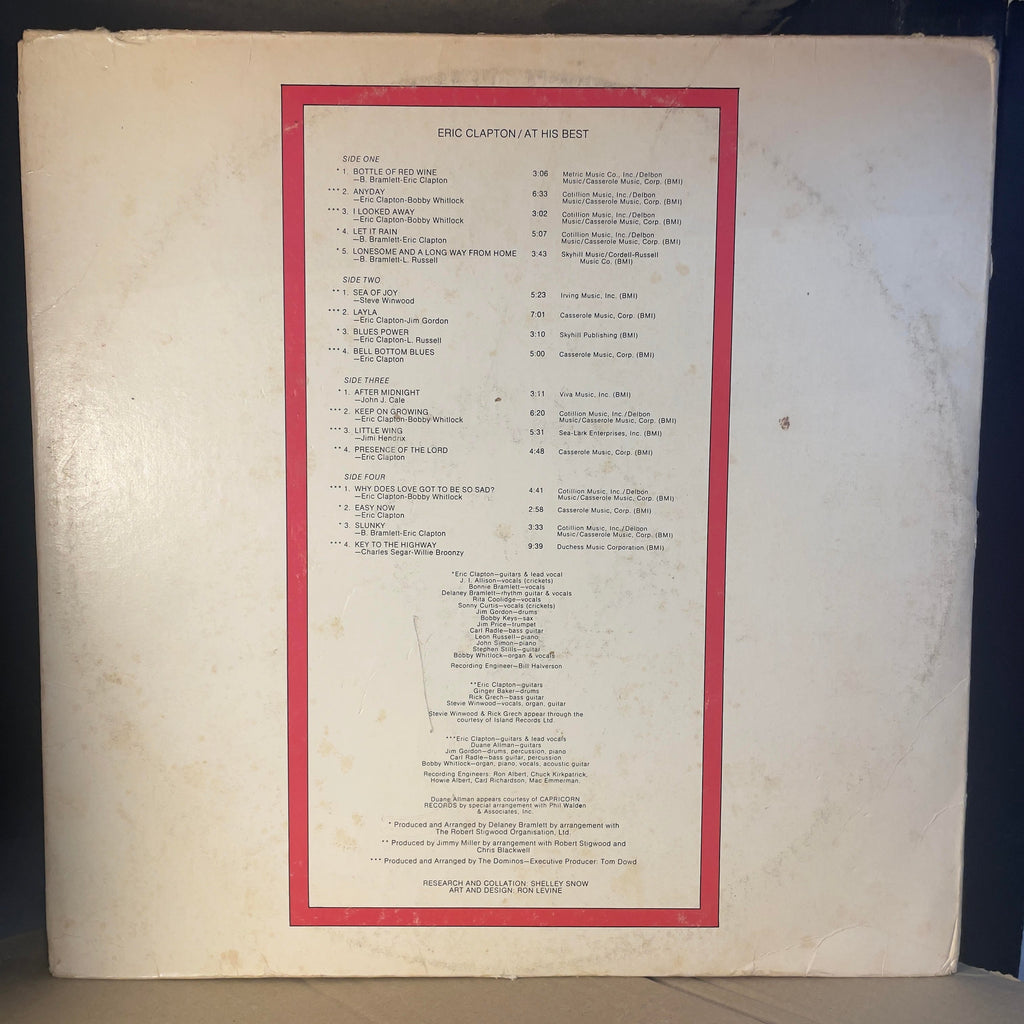 ERIC CLAPTON / AT HIS BEST
SIDE ONE
* 1. BOTTLE OF RED WINE 3:06 Metric Music Co., Inc./Delbon
—B. Bramlett-Eric Clapton Music/Casserole Music, Corp. (BMI)
*** 2. ANYDAY 6:33 Cotillion Music, Inc./Delbon
—Eric Clapton-Bobby Whitlock Music/Casserole Music, Corp. (BMI)
*** 3. I LOOKED AWAY 3:02 Cotillion Music, Inc./Delbon
—Eric Clapton-Bobby Whitlock Music/Casserole Music, Corp. (BMI)
* 4. LET IT RAIN 5:07 Cotillion Music, Inc./Delbon
—B. Bramlett-Eric Clapton Music/Casserole Music, Corp. (BMI)
* 5. LONESOME AND A LONG WAY FROM HOME 3:43 Skyhill Music/Cordell-Russell
—B. Bramlett-L. Russell Music Co. (BMI)
SIDE TWO
** 1. SEA OF JOY 5:23 Irving Music, Inc. (BMI)
—Steve Winwood
*** 2. LAYLA 7:01 Casserole Music, Corp. (BMI)
—Eric Clapton-Jim Gordon
* 3. BLUES POWER 3:10 Skyhill Publishing (BMI)
—Eric Clapton-L. Russell
*** 4. BELL BOTTOM BLUES 5:00 Casserole Music, Corp. (BMI)
—Eric Clapton
SIDE THREE
* 1. AFTER MIDNIGHT 3:11 Viva Music, Inc. (BMI)
—John J. Cale
*** 2. KEEP ON GROWING 6:20 Cotillion Music, Inc./Delbon
—Eric Clapton-Bobby Whitlock Music/Casserole Music, Corp. (BMI)
*** 3. LITTLE WING 5:31 Sea-Lark Enterprises, Inc. (BMI)
—Jimi Hendrix
** 4. PRESENCE OF THE LORD 4:48 Casserole Music, Corp. (BMI)
—Eric Clapton
SIDE FOUR
*** 1. WHY DOES LOVE GOT TO BE SO SAD? 4:41 Cotillion Music, Inc./Delbon
—Eric Clapton-Bobby Whitlock Music/Casserole Music, Corp. (BMI)
* 2. EASY NOW 2:58 Casserole Music, Corp. (BMI)
—Eric Clapton
* 3. SLUNKY 3:33 Cotillion Music, Inc./Delbon
—B. Bramlett-Eric Clapton Music/Casserole Music, Corp. (BMI)
*** 4. KEY TO THE HIGHWAY 9:39 Duchess Music Corporation (BMI)
—Charles Segar-Willie Broonzy
*Eric Clapton—guitars & lead vocal
J. I. Allison—vocals (crickets)
Bonnie Bramlett—vocals
Delaney Bramlett—rhythm guitar & vocals
Rita Coolidge—vocals
Sonny Curtis—vocals (crickets)
Jim Gordon—drums
Bobby Keys—sax
Jim Price—trumpet
Carl Radle—bass guitar
Leon Russell—piano
John Simon—piano
Stephen Stills—guitar
Bobby Whitlock—organ & vocals
Recording Engineer—Bill Halverson
**Eric Clapton—guitars
Ginger Baker—drums
Rick Grech—bass guitar
Stevie Winwood—vocals, organ, guitar
Stevie Winwood & Rick Grech appear through the
courtesy of Island Records Ltd.
***Eric Clapton—guitars & lead vocals
Duane Allman—guitars
Jim Gordon—drums, percussion, piano
Carl Radle—bass guitar, percussion
Bobby Whitlock—organ, piano, vocals, acoustic guitar
Recording Engineers: Ron Albert, Chuck Kirkpatrick,
Howie Albert, Carl Richardson, Mac Emmerman.
Duane Allman appears courtesy of CAPRICORN
RECORDS by special arrangement with Phil Walden
& Associates, Inc.
* Produced and Arranged by Delaney Bramlett by arrangement with
The Robert Stigwood Organisation, Ltd.
** Produced by Jimmy Miller by arrangement with Robert Stigwood and
Chris Blackwell
*** Produced and Arranged by The Dominos—Executive Producer: Tom Dowd
RESEARCH AND COLLATION: SHELLEY SNOW
ART AND DESIGN: RON LEVINE